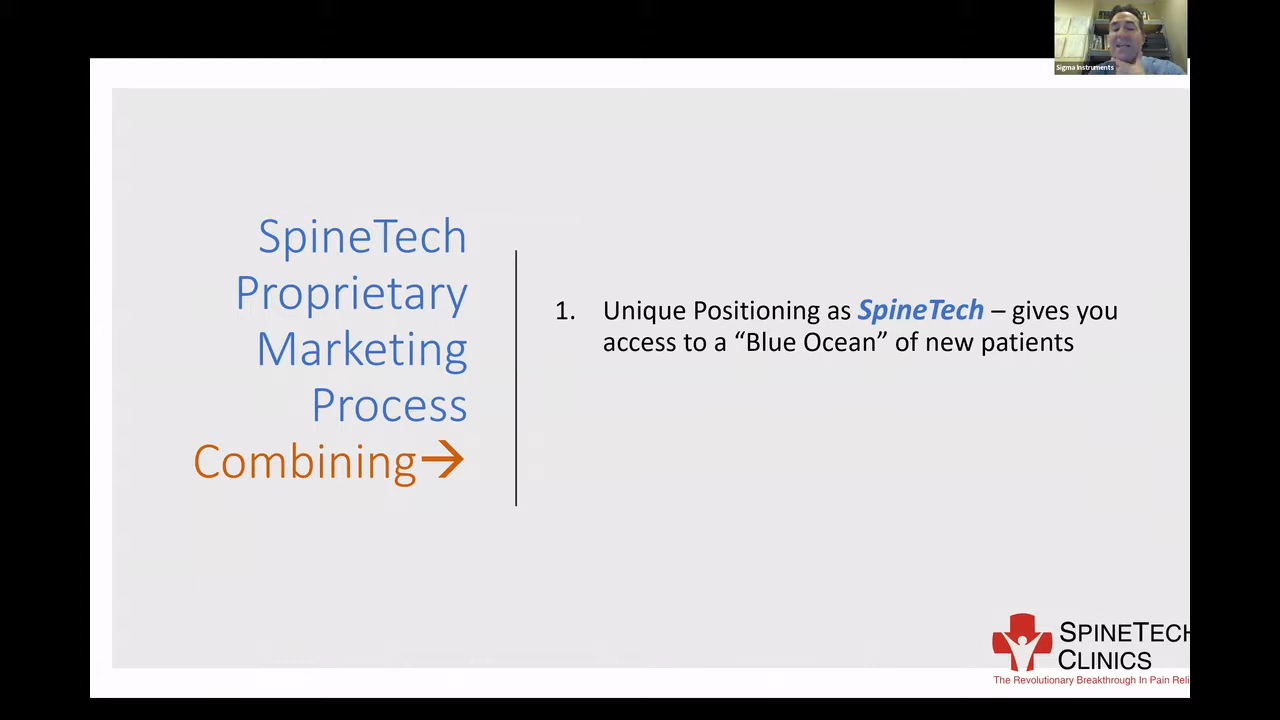 Sigma Instruments
SpineTech
Proprietary
Marketing
Process
Combining→
1. Unique Positioning as SpineTech – gives you
access to a “Blue Ocean” of new patients
SPINETECH
CLINICS
The Revolutionary Breakthrough In Pain Reli